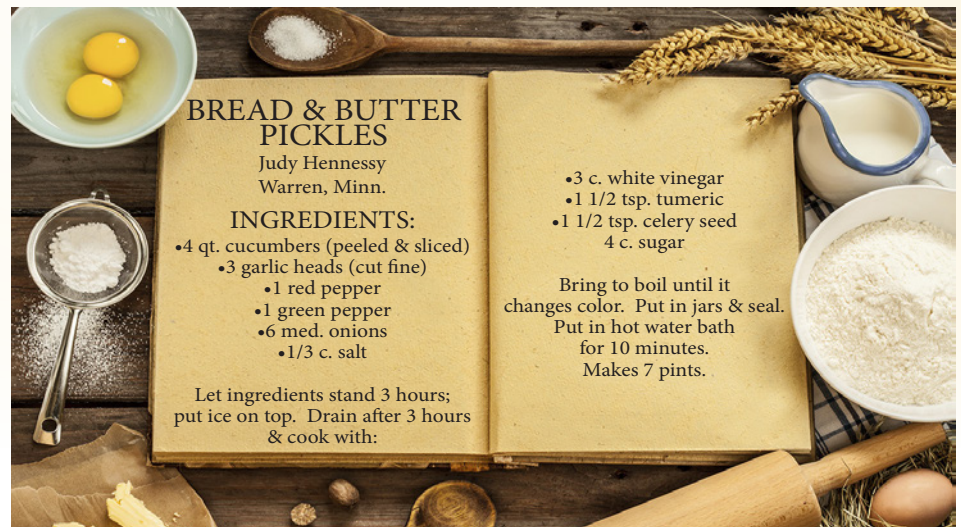 BREAD & BUTTER
PICKLES
Judy Hennessy
Warren, Minn.
INGREDIENTS:
•4 qt. cucumbers (peeled & sliced)
•3 garlic heads (cut fine)
•1 red pepper
•1 green pepper
•6 med. onions
•1/3 c. salt
Let ingredients stand 3 hours;
put ice on top.  Drain after 3 hours
& cook with:
•3 c. white vinegar
•1 1/2 tsp. tumeric
•1 1/2 tsp. celery seed
4 c. sugar
Bring to boil until it
changes color.  Put in jars & seal.
Put in hot water bath
for 10 minutes.
Makes 7 pints.